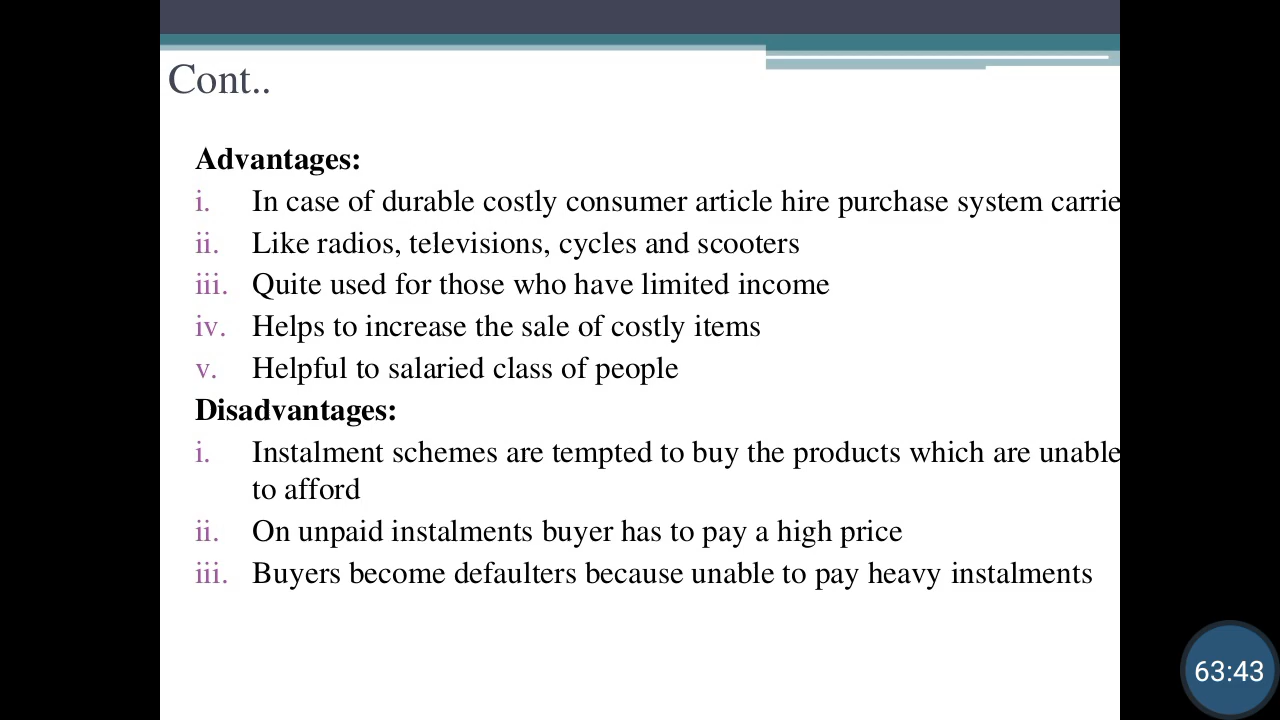 Cont..
Advantages:
i. In case of durable costly consumer article hire purchase system carrie
ii. Like radios, televisions, cycles and scooters
iii. Quite used for those who have limited income
iv. Helps to increase the sale of costly items
v. Helpful to salaried class of people
Disadvantages:
i. Instalment schemes are tempted to buy the products which are unable
to afford
ii. On unpaid instalments buyer has to pay a high price
iii. Buyers become defaulters because unable to pay heavy instalments
63:43